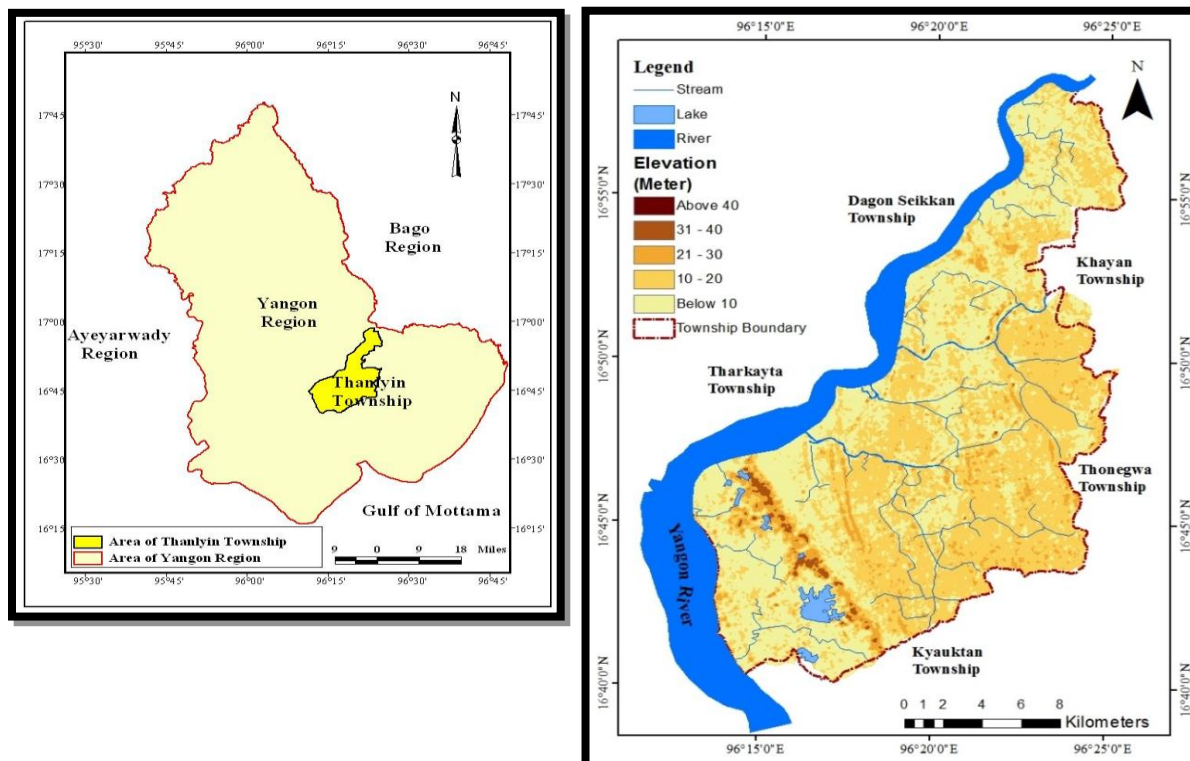 95°30' 95°45' 96°0'0 96°15' 96°30' 96°45'
17°45' 17°45'
N
17°30' 17°30'
Bago
Region
17°15' 17°15'
Yangon
Region
17°00' 17°00'
Ayeyarwady
Region
16°45' 16°45'
Thanlyin
Township
16°30' 16°30'
Gulf of Mottama
16°15' 16°15'
Area of Thanlyin Township
Area of Yangon Region
9 0 9 18 Miles
95°30' 95°45' 96°00' 96°15' 96°30' 96°45'
96°15'0"E 96°20'0"E 96°25'0"E
Legend
Stream
Lake
River
Elevation
(Meter)
Above 40
31 - 40
21 - 30
10 - 20
Below 10
Township Boundary
N
16°55'0"N 16°55'0"N
Dagon Seikkan
Township
Khayan
Township
16°50'0"N 16°50'0"N
Tharkayta
Township
Thonegwa
Township
16°45'0"N 16°45'0"N
Yangon River
Kyauktan
Township
16°40'0"N 16°40'0"N
0 1 2 4 6 8
Kilometers
96°15'0"E 96°20'0"E 96°25'0"E